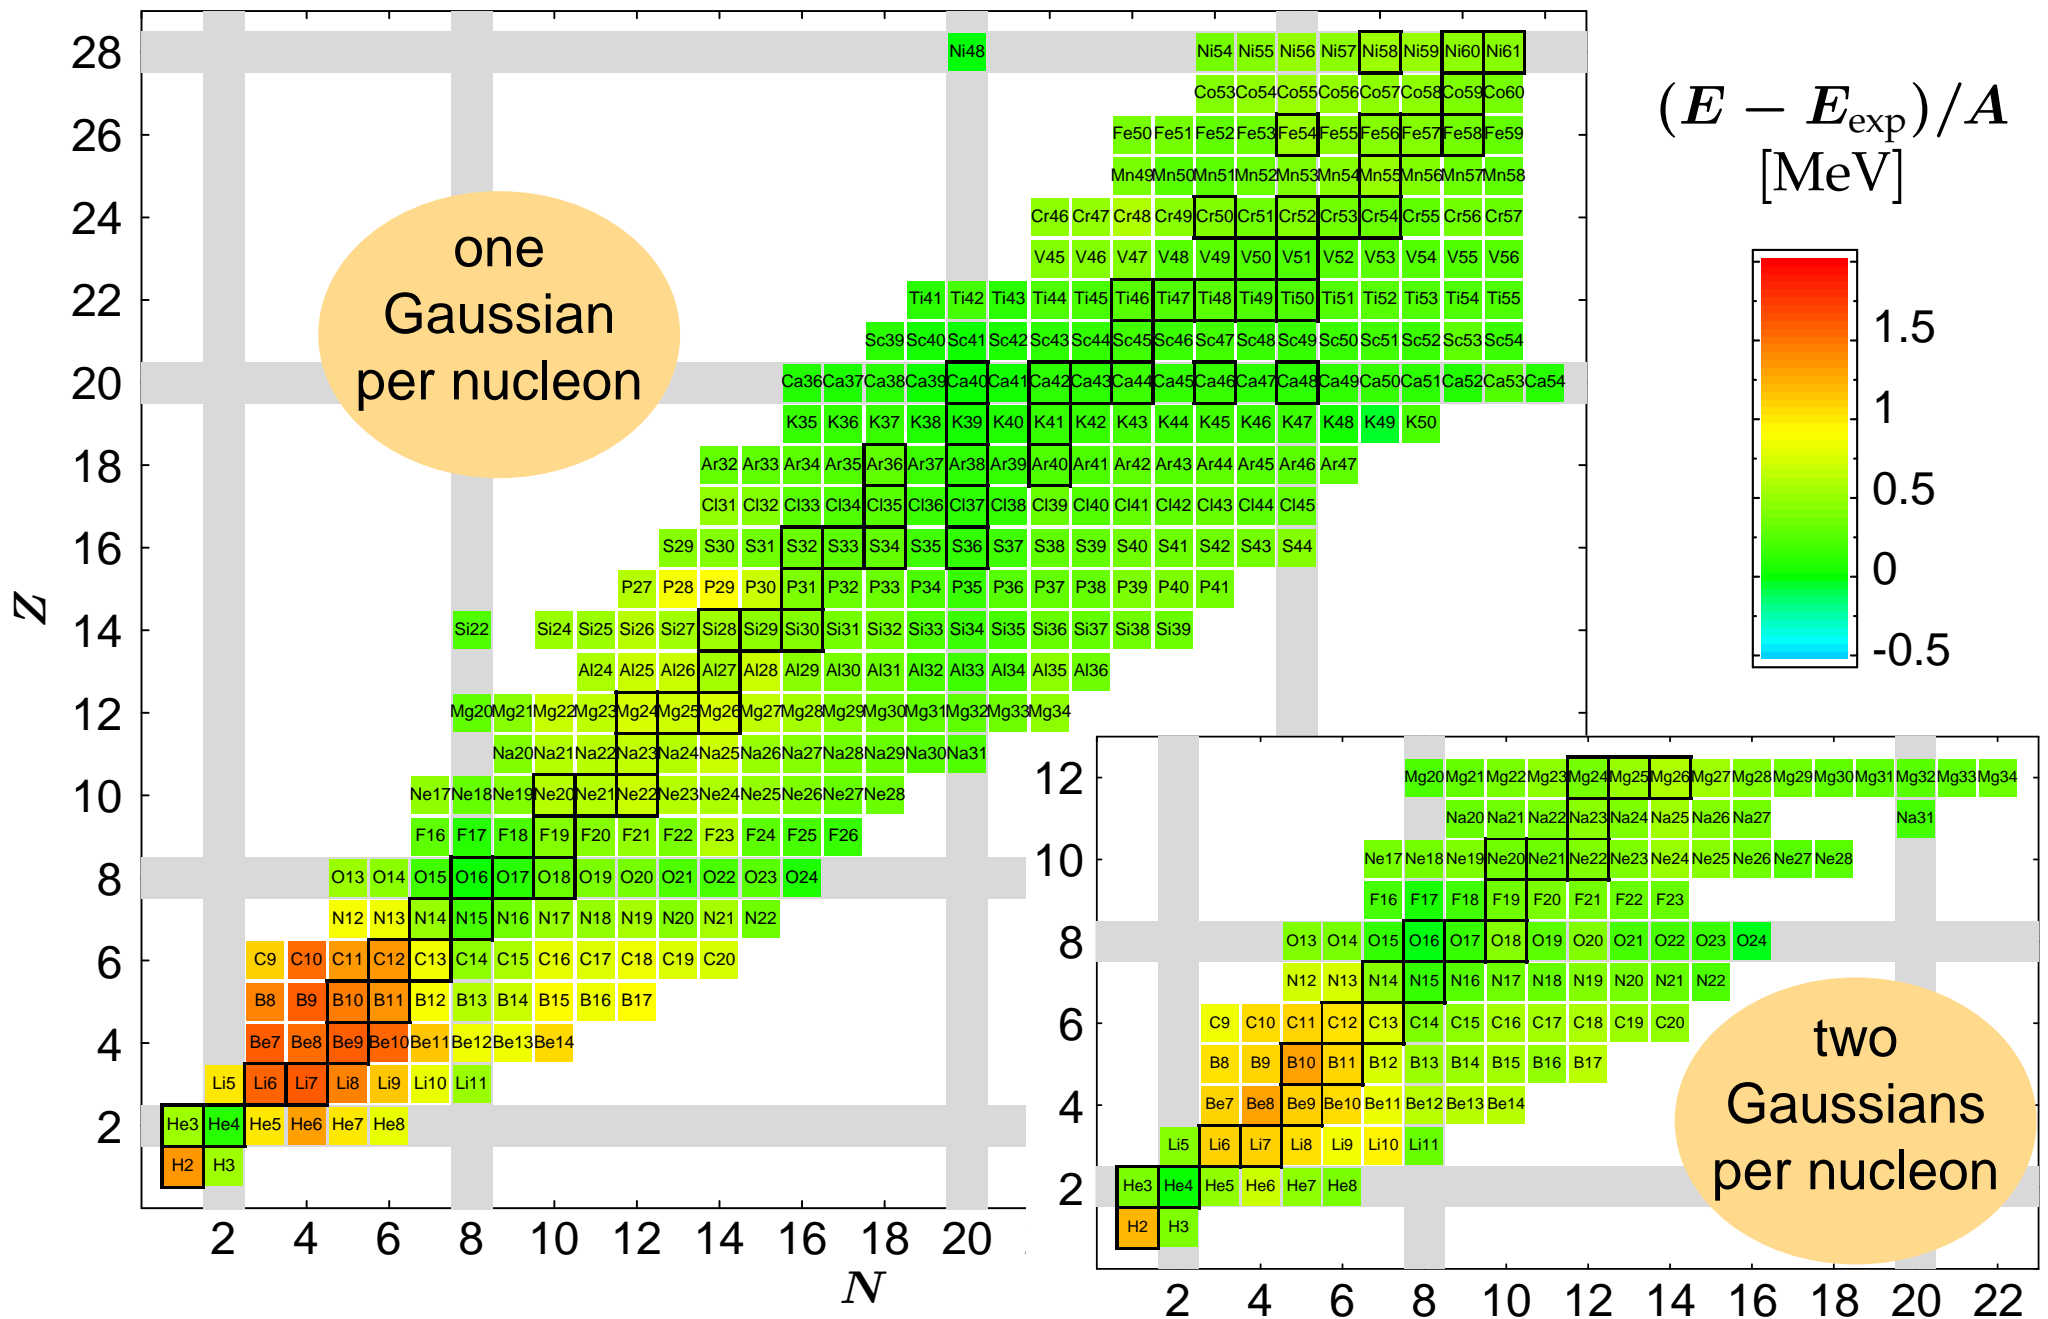 28 Ni48 Ni54 Ni55 Ni56 Ni57 Ni58 Ni59 Ni60 Ni61
Co53 Co54 Co55 Co56 Co57 Co58 Co59 Co60
26 Fe50 Fe51 Fe52 Fe53 Fe54 Fe55 Fe56 Fe57 Fe58 Fe59
Mn49 Mn50 Mn51 Mn52 Mn53 Mn54 Mn55 Mn56 Mn57 Mn58
24 Cr46 Cr47 Cr48 Cr49 Cr50 Cr51 Cr52 Cr53 Cr54 Cr55 Cr56 Cr57
V45 V46 V47 V48 V49 V50 V51 V52 V53 V54 V55 V56
22 Ti41 Ti42 Ti43 Ti44 Ti45 Ti46 Ti47 Ti48 Ti49 Ti50 Ti51 Ti52 Ti53 Ti54 Ti55
Sc39 Sc40 Sc41 Sc42 Sc43 Sc44 Sc45 Sc46 Sc47 Sc48 Sc49 Sc50 Sc51 Sc52 Sc53 Sc54
20 Ca36 Ca37 Ca38 Ca39 Ca40 Ca41 Ca42 Ca43 Ca44 Ca45 Ca46 Ca47 Ca48 Ca49 Ca50 Ca51 Ca52 Ca53 Ca54
K35 K36 K37 K38 K39 K40 K41 K42 K43 K44 K45 K46 K47 K48 K49 K50
18 Ar32 Ar33 Ar34 Ar35 Ar36 Ar37 Ar38 Ar39 Ar40 Ar41 Ar42 Ar43 Ar44 Ar45 Ar46 Ar47
Cl31 Cl32 Cl33 Cl34 Cl35 Cl36 Cl37 Cl38 Cl39 Cl40 Cl41 Cl42 Cl43 Cl44 Cl45
16 S29 S30 S31 S32 S33 S34 S35 S36 S37 S38 S39 S40 S41 S42 S43 S44
P27 P28 P29 P30 P31 P32 P33 P34 P35 P36 P37 P38 P39 P40 P41
14 Si22 Si24 Si25 Si26 Si27 Si28 Si29 Si30 Si31 Si32 Si33 Si34 Si35 Si36 Si37 Si38 Si39
Al24 Al25 Al26 Al27 Al28 Al29 Al30 Al31 Al32 Al33 Al34 Al35 Al36
12 Mg20 Mg21 Mg22 Mg23 Mg24 Mg25 Mg26 Mg27 Mg28 Mg29 Mg30 Mg31 Mg32 Mg33 Mg34
Na20 Na21 Na22 Na23 Na24 Na25 Na26 Na27 Na28 Na29 Na30 Na31
10 Ne17 Ne18 Ne19 Ne20 Ne21 Ne22 Ne23 Ne24 Ne25 Ne26 Ne27 Ne28
F16 F17 F18 F19 F20 F21 F22 F23 F24 F25 F26
8 O13 O14 O15 O16 O17 O18 O19 O20 O21 O22 O23 O24
N12 N13 N14 N15 N16 N17 N18 N19 N20 N21 N22
6 C9 C10 C11 C12 C13 C14 C15 C16 C17 C18 C19 C20
B8 B9 B10 B11 B12 B13 B14 B15 B16 B17
4 Be7 Be8 Be9 Be10 Be11 Be12 Be13 Be14
Li5 Li6 Li7 Li8 Li9 Li10 Li11
2 He3 He4 He5 He6 He7 He8
H2 H3
2 4 6 8 10 12 14 16 18 20
N
Z
one
Gaussian
per nucleon
(E − Eexp)/A
[MeV]
1.5
1
0.5
0
-0.5
12 Mg20 Mg21 Mg22 Mg23 Mg24 Mg25 Mg26 Mg27 Mg28 Mg29 Mg30 Mg31 Mg32 Mg33 Mg34
Na20 Na21 Na22 Na23 Na24 Na25 Na26 Na27 Na31
10 Ne17 Ne18 Ne19 Ne20 Ne21 Ne22 Ne23 Ne24 Ne25 Ne26 Ne27 Ne28
F16 F17 F18 F19 F20 F21 F22 F23
8 O13 O14 O15 O16 O17 O18 O19 O20 O21 O22 O23 O24
N12 N13 N14 N15 N16 N17 N18 N19 N20 N21 N22
6 C9 C10 C11 C12 C13 C14 C15 C16 C17 C18 C19 C20
B8 B9 B10 B11 B12 B13 B14 B15 B16 B17
4 Be7 Be8 Be9 Be10 Be11 Be12 Be13 Be14
Li5 Li6 Li7 Li8 Li9 Li10 Li11
2 He3 He4 He5 He6 He7 He8
H2 H3
2 4 6 8 10 12 14 16 18 20 22
two
Gaussians
per nucleon